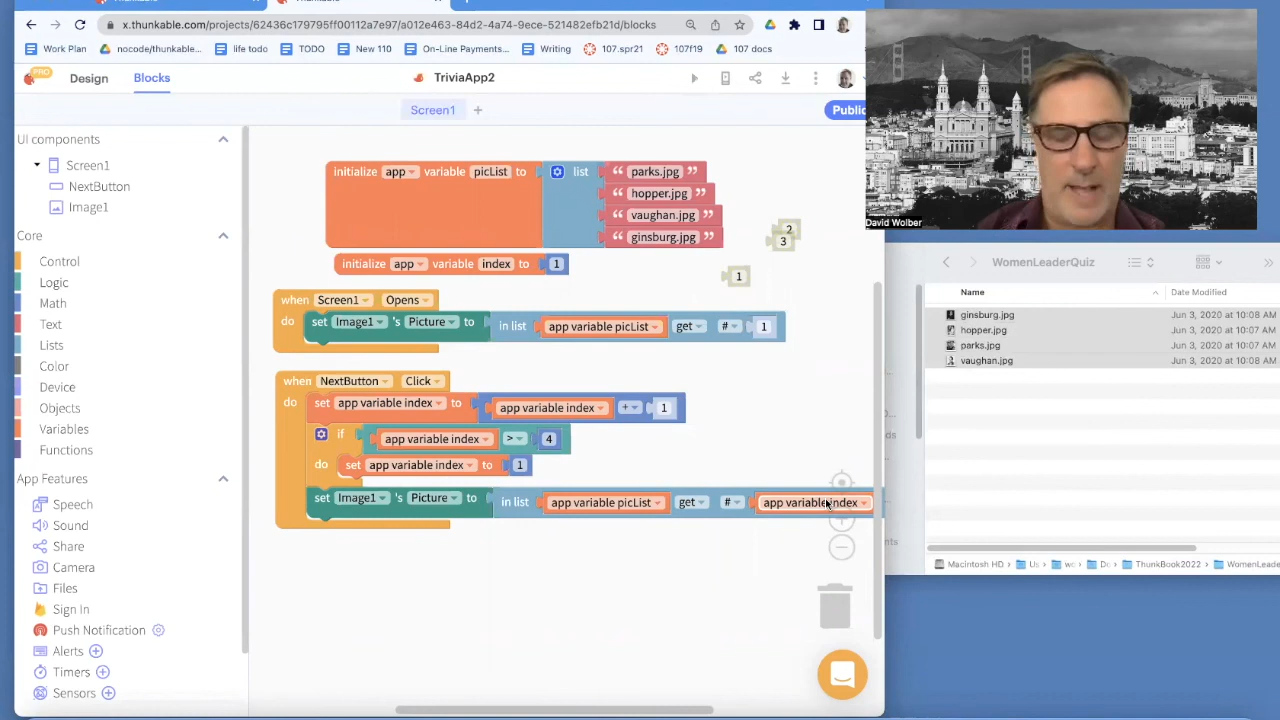 x.thunkable.com/projects/62436c179795ff00112a7e97/a012e463-84d2-4a74-9ece-521482efb21d/blocks
Work Plan nocode/thunkable... life todo TODO New 110 On-Line Payments... Writing 107.spr21 107f19 107 docs
PRO Design Blocks TriviaApp2
Screen1 + Public
UI components
Screen1
NextButton
Image1
Core
Control
Logic
Math
Text
Lists
Color
Device
Objects
Variables
Functions
App Features
Speech
Sound
Share
Camera
Files
Sign In
Push Notification
Alerts
Timers
Sensors
initialize app variable picList to list “ parks.jpg ”
“ hopper.jpg ”
“ vaughan.jpg ”
“ ginsburg.jpg ”
initialize app variable index to 1
2
3
1
when Screen1 Opens
do set Image1 's Picture to in list app variable picList get # 1
when NextButton Click
do set app variable index to app variable index + 1
if app variable index > 4
do set app variable index to 1
set Image1 's Picture to in list app variable picList get # app variable index
David Wolber
WomenLeaderQuiz
Name Date Modified
ginsburg.jpg Jun 3, 2020 at 10:08 AM
hopper.jpg Jun 3, 2020 at 10:07 AM
parks.jpg Jun 3, 2020 at 10:07 AM
vaughan.jpg Jun 3, 2020 at 10:08 AM
Macintosh HD › Us › wo › Do › ThunkBook2022 › WomenLeade